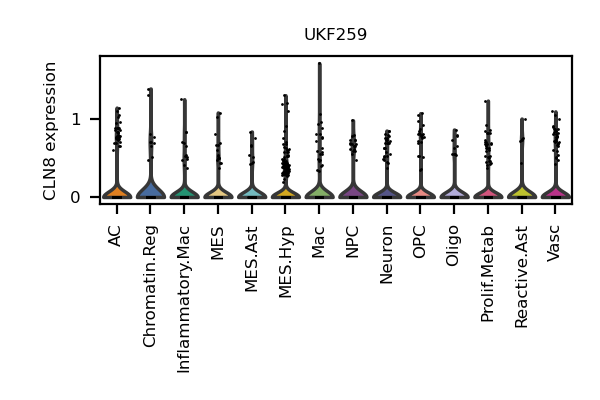 UKF259
CLN8 expression
1
0
AC
Chromatin.Reg
Inflammatory.Mac
MES
MES.Ast
MES.Hyp
Mac
NPC
Neuron
OPC
Oligo
Prolif.Metab
Reactive.Ast
Vasc